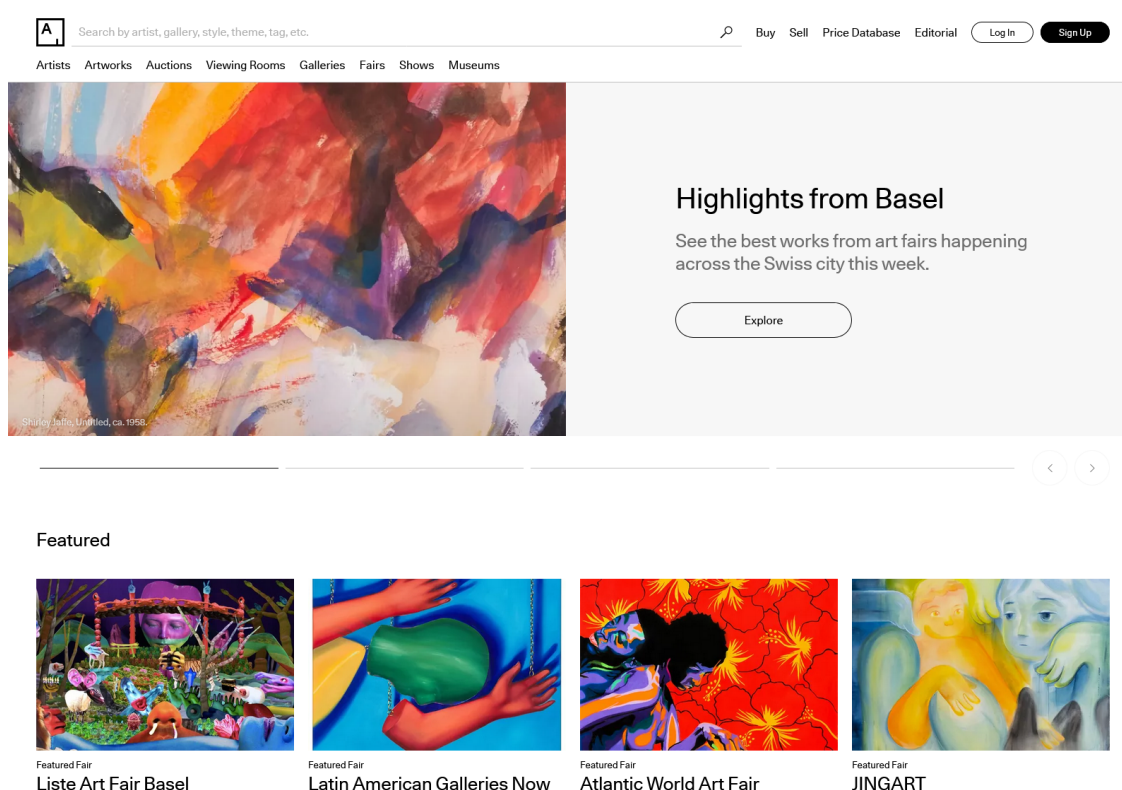 A
Search by artist, gallery, style, theme, tag, etc.
Buy Sell Price Database Editorial Log In Sign Up
Artists Artworks Auctions Viewing Rooms Galleries Fairs Shows Museums
Highlights from Basel
See the best works from art fairs happening
across the Swiss city this week.
Explore
Shirley Jaffe, Untitled, ca. 1958.
Featured
Featured Fair
Liste Art Fair Basel
Featured Fair
Latin American Galleries Now
Featured Fair
Atlantic World Art Fair
Featured Fair
JINGART